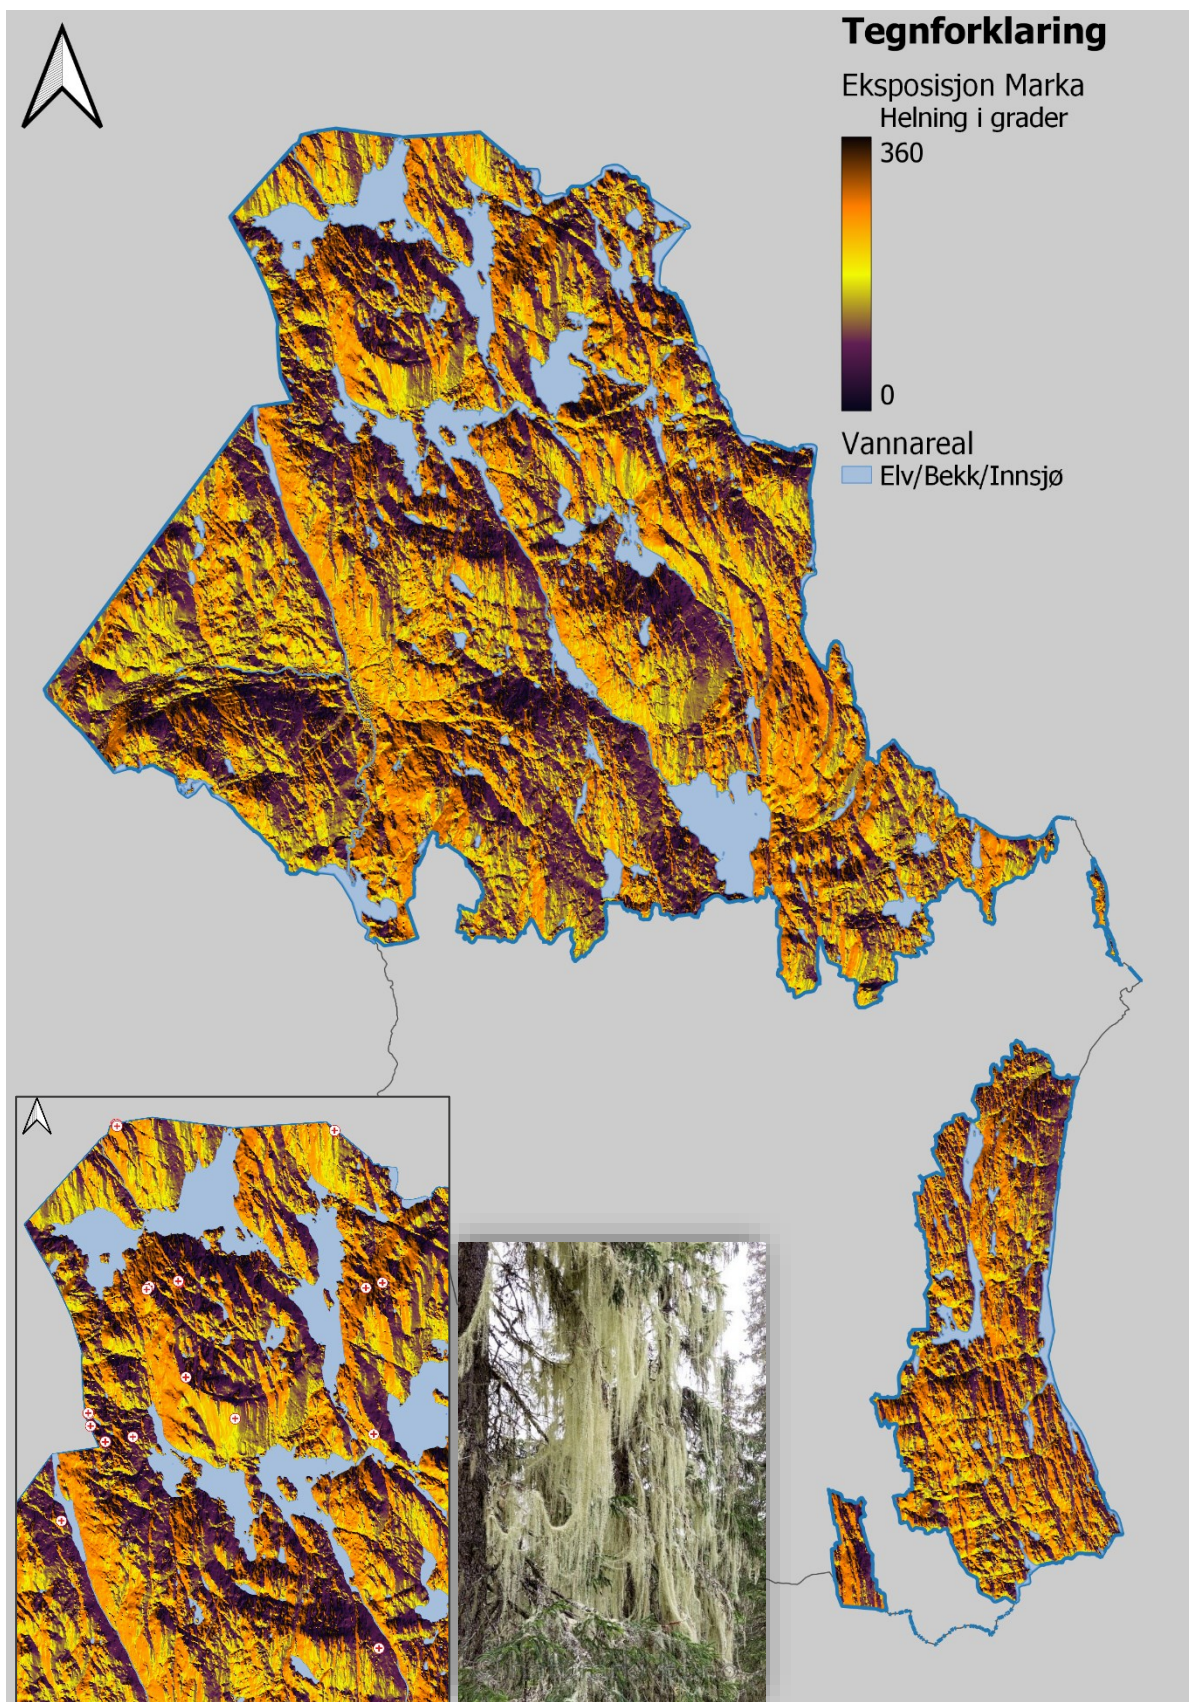 Tegnforklaring
Eksposisjon Marka
Helning i grader
360
0
Vannareal
Elv/Bekk/Innsjø